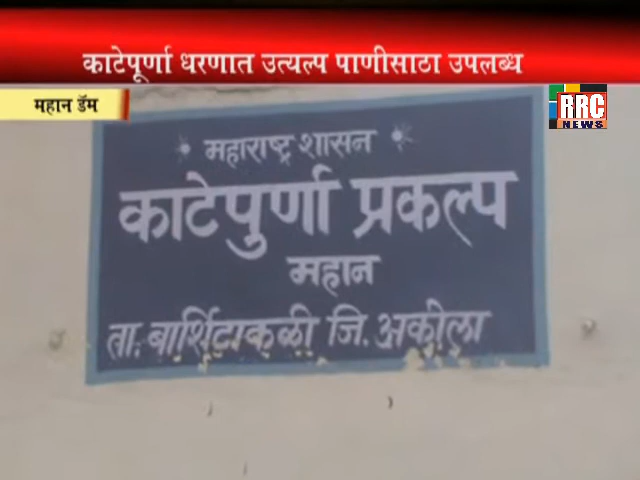 काटेपूर्णा धरणात उत्यल्प पाणीसाठा उपलब्ध
महान डॅम
RRC
NEWS
महाराष्ट्र शासन
काटेपुर्णा प्रकल्प
महान
ता. बार्शिटाकळी जि. अकोला